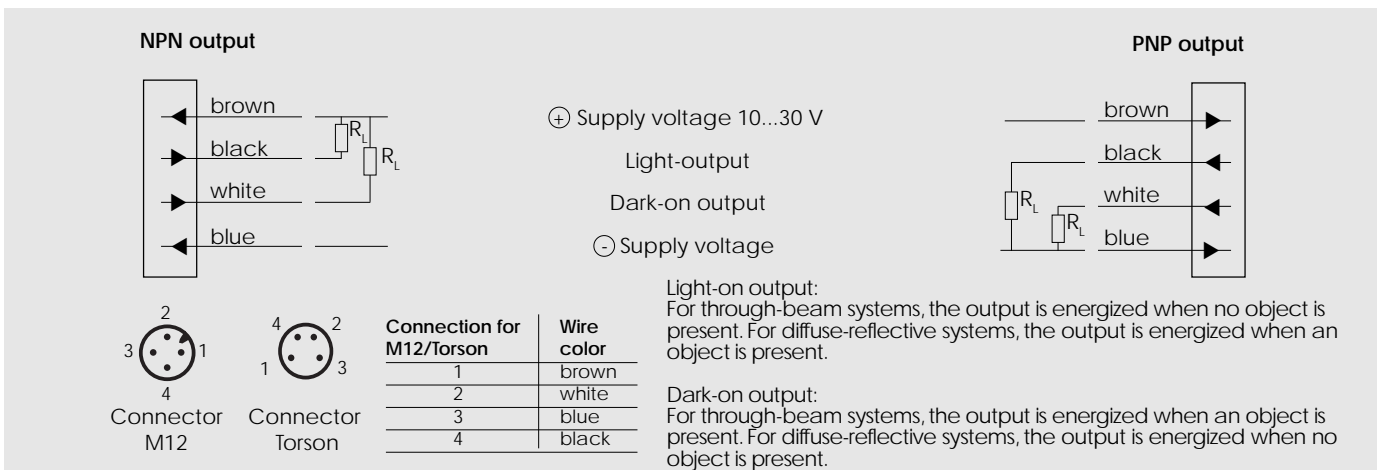 NPN output
PNP output
brown
black
white
blue
RL
RL
+ Supply voltage 10...30 V
Light-output
Dark-on output
- Supply voltage
brown
black
white
blue
RL
RL
2
3
1
4
Connector
M12
4
2
1
3
Connector
Torson
Connection for M12/Torson | Wire color
1 brown
2 white
3 blue
4 black
Light-on output:
For through-beam systems, the output is energized when no object is
present. For diffuse-reflective systems, the output is energized when an
object is present.
Dark-on output:
For through-beam systems, the output is energized when an object is
present. For diffuse-reflective systems, the output is energized when no
object is present.